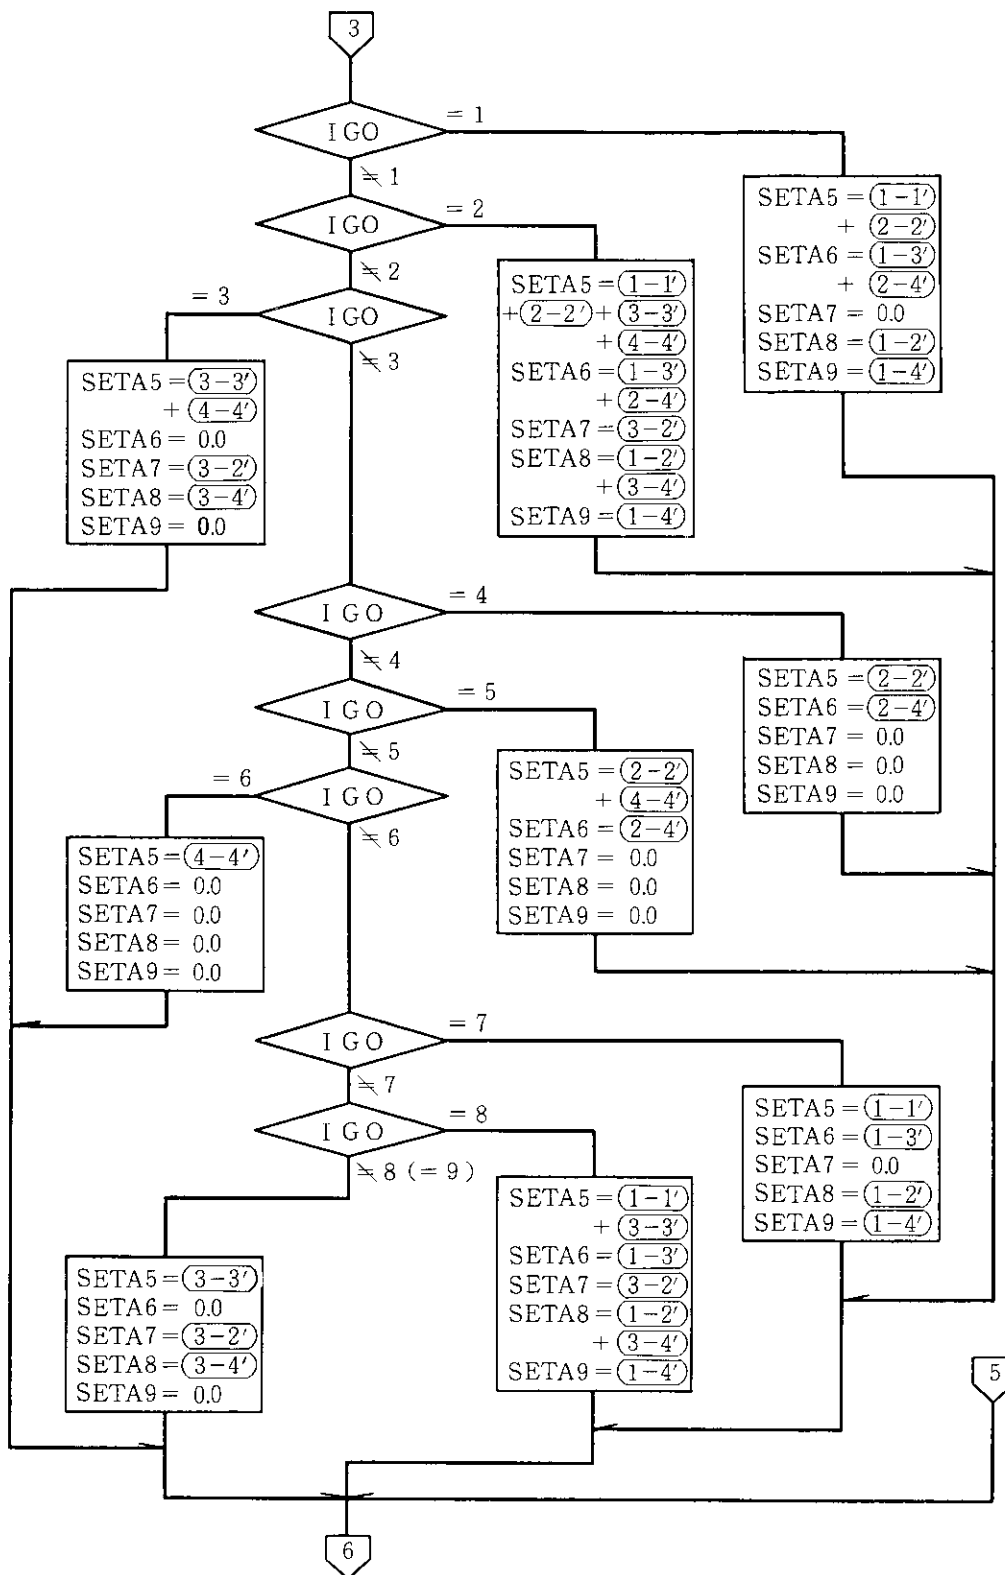 3
IGO
= 1
≠ 1
SETA5 = (1-1′)
+ (2-2′)
SETA6 = (1-3′)
+ (2-4′)
SETA7 = 0.0
SETA8 = (1-2′)
SETA9 = (1-4′)
IGO
= 2
≠ 2
SETA5 = (1-1′)
+ (2-2′) + (3-3′)
+ (4-4′)
SETA6 = (1-3′)
+ (2-4′)
SETA7 = (3-2′)
SETA8 = (1-2′)
+ (3-4′)
SETA9 = (1-4′)
= 3
IGO
≠ 3
SETA5 = (3-3′)
+ (4-4′)
SETA6 = 0.0
SETA7 = (3-2′)
SETA8 = (3-4′)
SETA9 = 0.0
IGO
= 4
≠ 4
SETA5 = (2-2′)
SETA6 = (2-4′)
SETA7 = 0.0
SETA8 = 0.0
SETA9 = 0.0
IGO
= 5
≠ 5
SETA5 = (2-2′)
+ (4-4′)
SETA6 = (2-4′)
SETA7 = 0.0
SETA8 = 0.0
SETA9 = 0.0
= 6
IGO
≠ 6
SETA5 = (4-4′)
SETA6 = 0.0
SETA7 = 0.0
SETA8 = 0.0
SETA9 = 0.0
IGO
= 7
≠ 7
SETA5 = (1-1′)
SETA6 = (1-3′)
SETA7 = 0.0
SETA8 = (1-2′)
SETA9 = (1-4′)
IGO
= 8
≠ 8 (= 9)
SETA5 = (1-1′)
+ (3-3′)
SETA6 = (1-3′)
SETA7 = (3-2′)
SETA8 = (1-2′)
+ (3-4′)
SETA9 = (1-4′)
SETA5 = (3-3′)
SETA6 = 0.0
SETA7 = (3-2′)
SETA8 = (3-4′)
SETA9 = 0.0
5
6